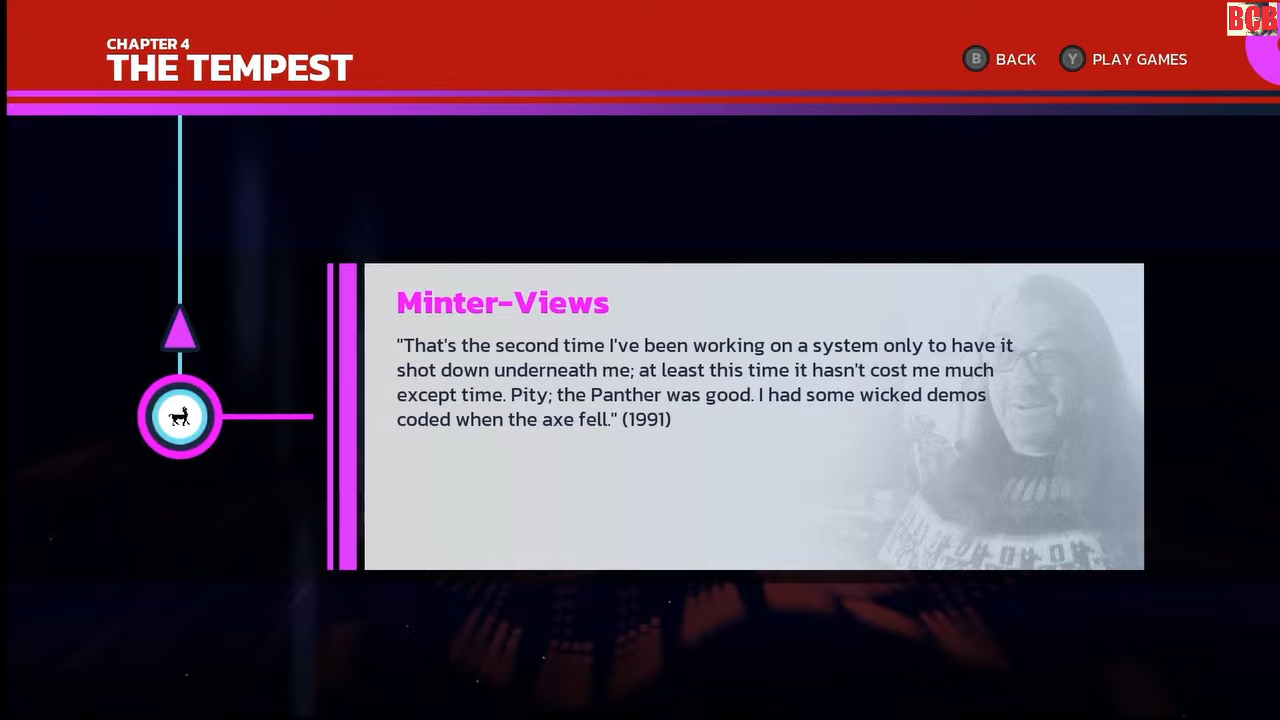 BCB
CHAPTER 4
THE TEMPEST
B BACK Y PLAY GAMES
Minter-Views
"That's the second time I've been working on a system only to have it
shot down underneath me; at least this time it hasn't cost me much
except time. Pity; the Panther was good. I had some wicked demos
coded when the axe fell." (1991)